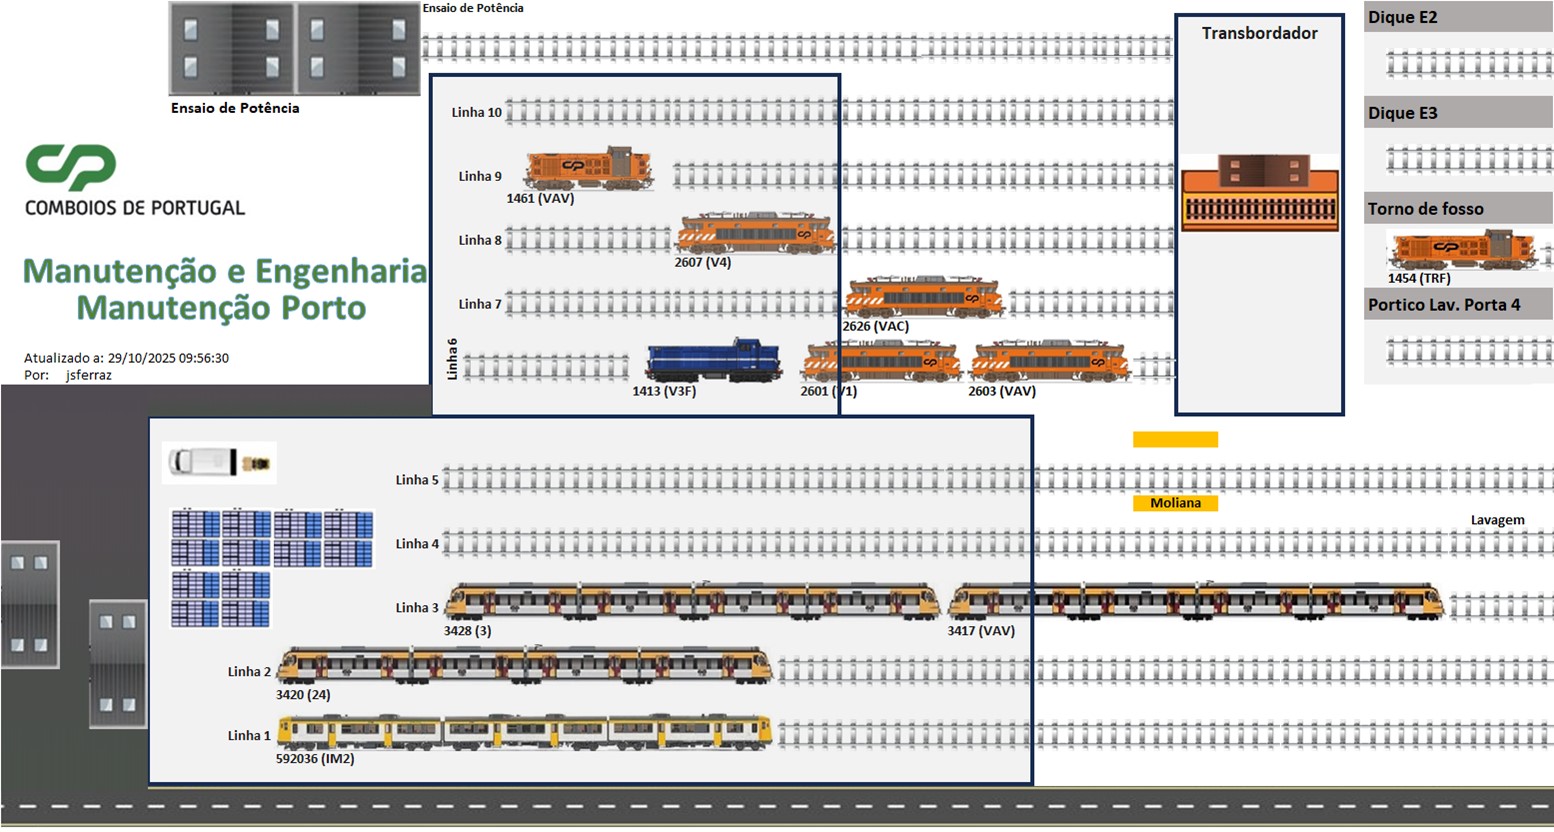 Ensaio de Potência
Ensaio de Potência
CP
COMBOIOS DE PORTUGAL
Manutenção e Engenharia
Manutenção Porto
Atualizado a: 29/10/2025 09:56:30
Por: jsferraz
Linha 10
Linha 9
1461 (VAV)
Linha 8
2607 (V4)
Linha 7
2626 (VAC)
Linha 6
1413 (V3F)
2601 (V1)
2603 (VAV)
Transbordador
Dique E2
Dique E3
Torno de fosso
1454 (TRF)
Portico Lav. Porta 4
Linha 5
Moliana
Lavagem
Linha 4
Linha 3
3428 (3)
3417 (VAV)
Linha 2
3420 (24)
Linha 1
592036 (IM2)